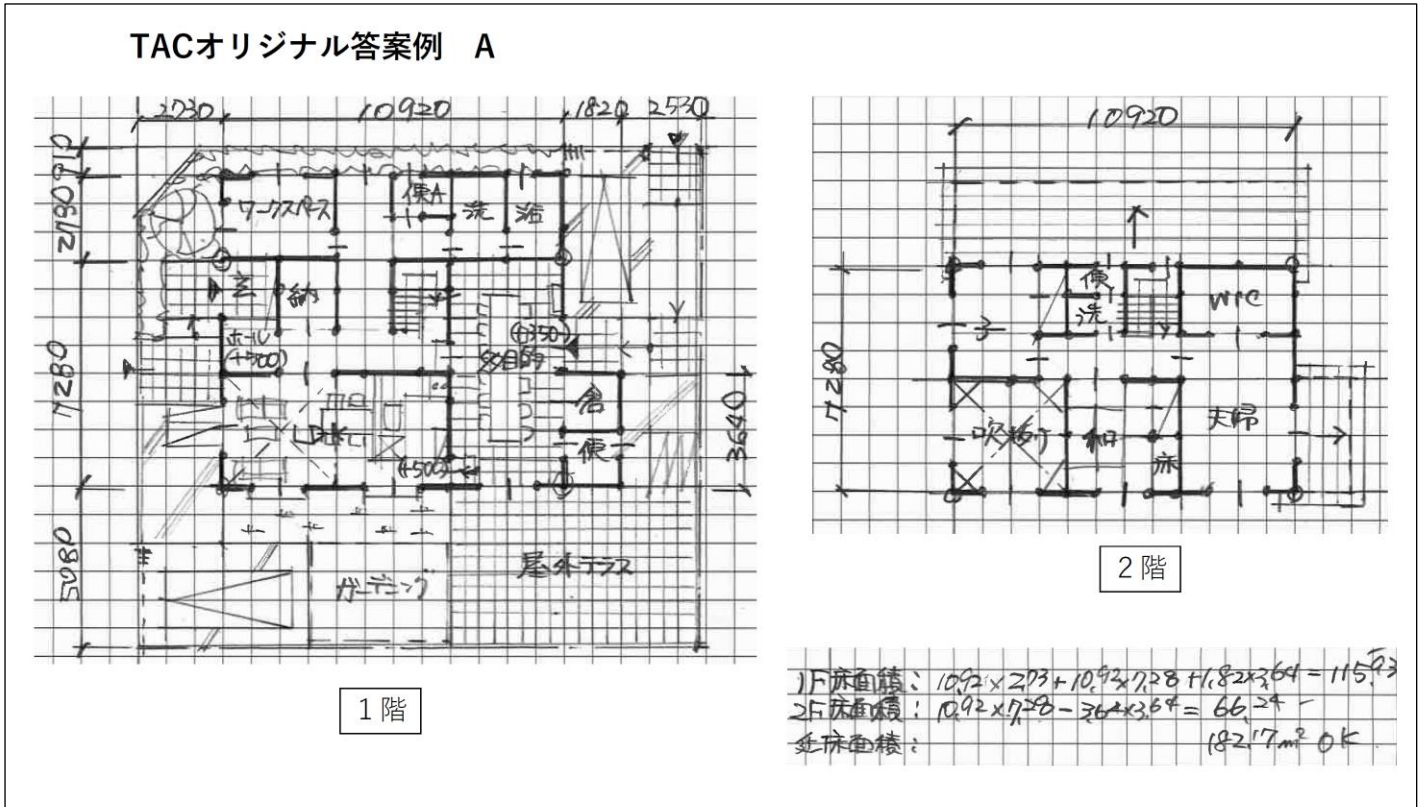 TACオリジナル答案例 A
2730 10920 1820 2530
910
2730
7280
5080
3640
ワークスペース
便A
洗
浴
玄
納
ホール
(+500)
(+350)
多目的
倉
便
LDK
(+500)
屋外テラス
ガーデニング
1階
10920
7280
便
洗
WIC
子
吹抜け
和
床
夫婦
2階
1F床面積: 10.92×2.73+10.92×7.28+1.82×3.64=115.93
2F床面積: 10.92×7.28-3.64×3.64=66.24
延床面積: 182.17m² OK